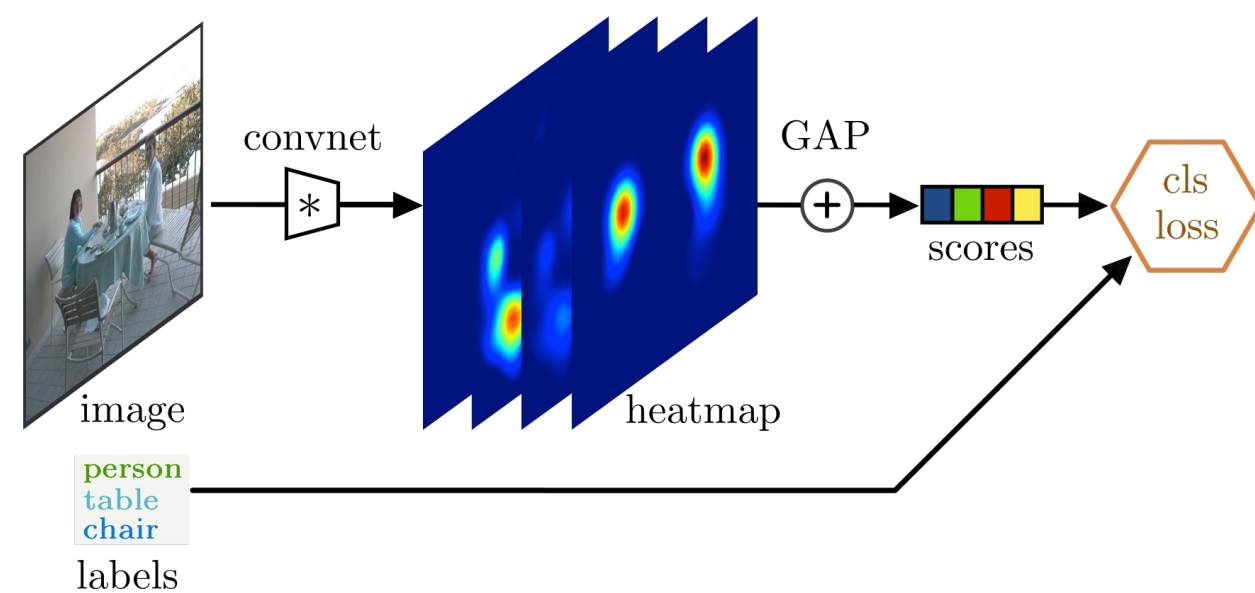 convnet
*
GAP
+
cls
loss
scores
image
heatmap
person
table
chair
labels